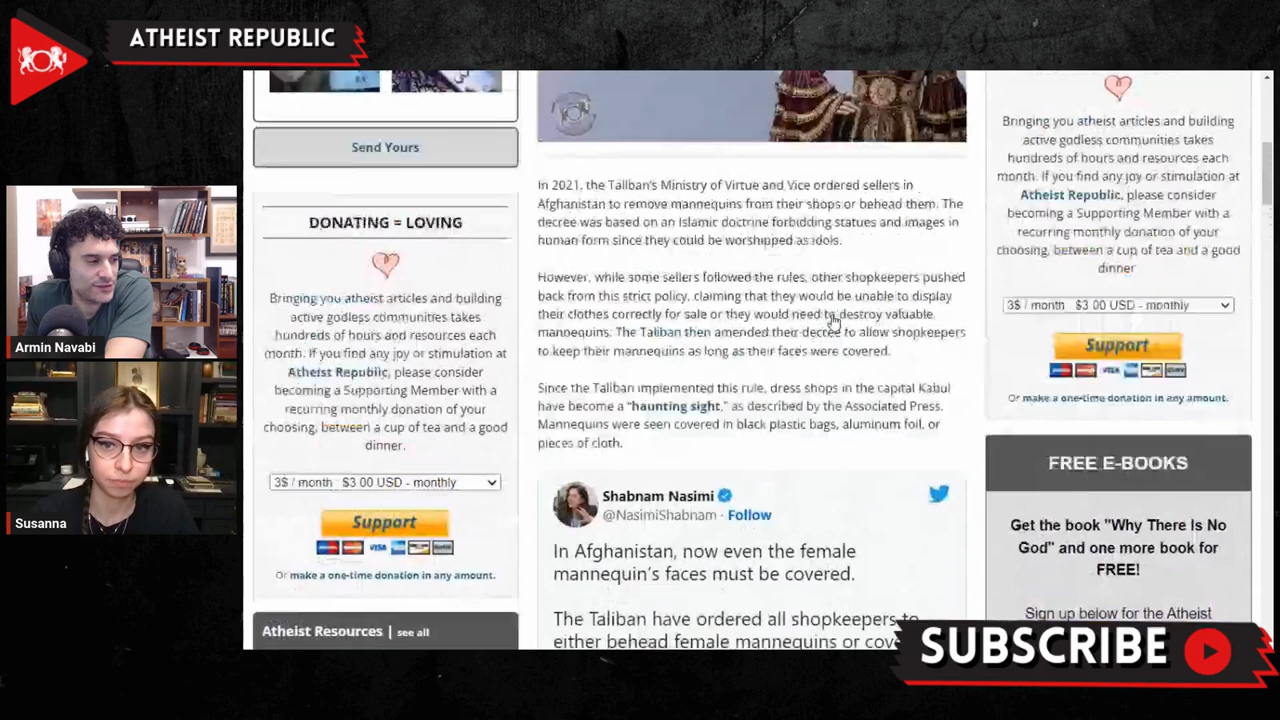 ATHEIST REPUBLIC
Armin Navabi
Susanna
Send Yours
DONATING = LOVING
Bringing you atheist articles and building
active godless communities takes
hundreds of hours and resources each
month. If you find any joy or stimulation at
Atheist Republic, please consider
becoming a Supporting Member with a
recurring monthly donation of your
choosing, between a cup of tea and a good
dinner.
3$ / month $3.00 USD - monthly
Support
VISA
Or make a one-time donation in any amount.
Atheist Resources | see all
In 2021, the Taliban's Ministry of Virtue and Vice ordered sellers in
Afghanistan to remove mannequins from their shops or behead them. The
decree was based on an Islamic doctrine forbidding statues and images in
human form since they could be worshipped as idols.
However, while some sellers followed the rules, other shopkeepers pushed
back from this strict policy, claiming that they would be unable to display
their clothes correctly for sale or they would need to destroy valuable
mannequins. The Taliban then amended their decree to allow shopkeepers
to keep their mannequins as long as their faces were covered.
Since the Taliban implemented this rule, dress shops in the capital Kabul
have become a "haunting sight," as described by the Associated Press.
Mannequins were seen covered in black plastic bags, aluminum foil, or
pieces of cloth.
Shabnam Nasimi
@NasimiShabnam · Follow
In Afghanistan, now even the female
mannequin's faces must be covered.
The Taliban have ordered all shopkeepers to
either behead female mannequins or cov
Bringing you atheist articles and building
active godless communities takes
hundreds of hours and resources each
month. If you find any joy or stimulation at
Atheist Republic, please consider
becoming a Supporting Member with a
recurring monthly donation of your
choosing, between a cup of tea and a good
dinner
3$ / month $3.00 USD - monthly
Support
VISA
Or make a one-time donation in any amount.
FREE E-BOOKS
Get the book "Why There Is No
God" and one more book for
FREE!
Sign up below for the Atheist
SUBSCRIBE